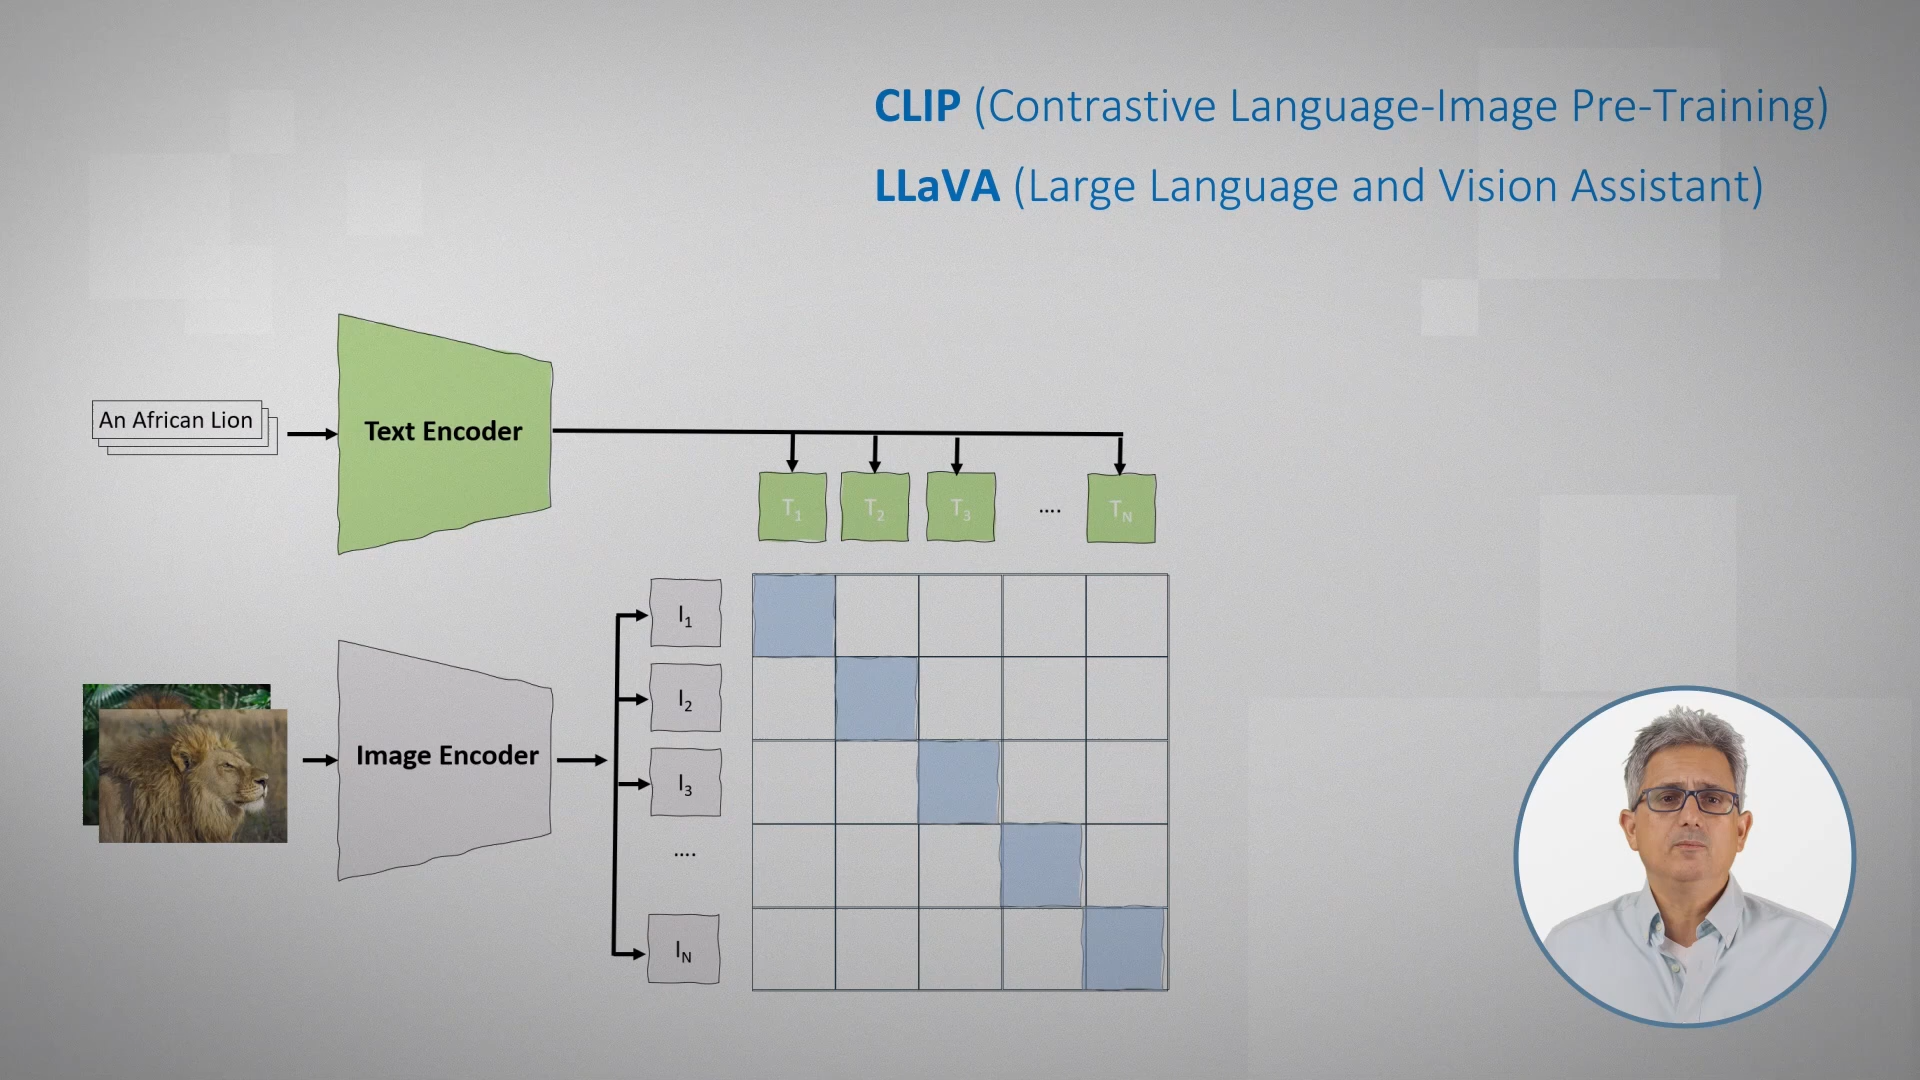 CLIP (Contrastive Language-Image Pre-Training)
LLaVA (Large Language and Vision Assistant)
An African Lion
Text Encoder
T1 T2 T3 .... TN
Image Encoder
I1
I2
I3
....
IN